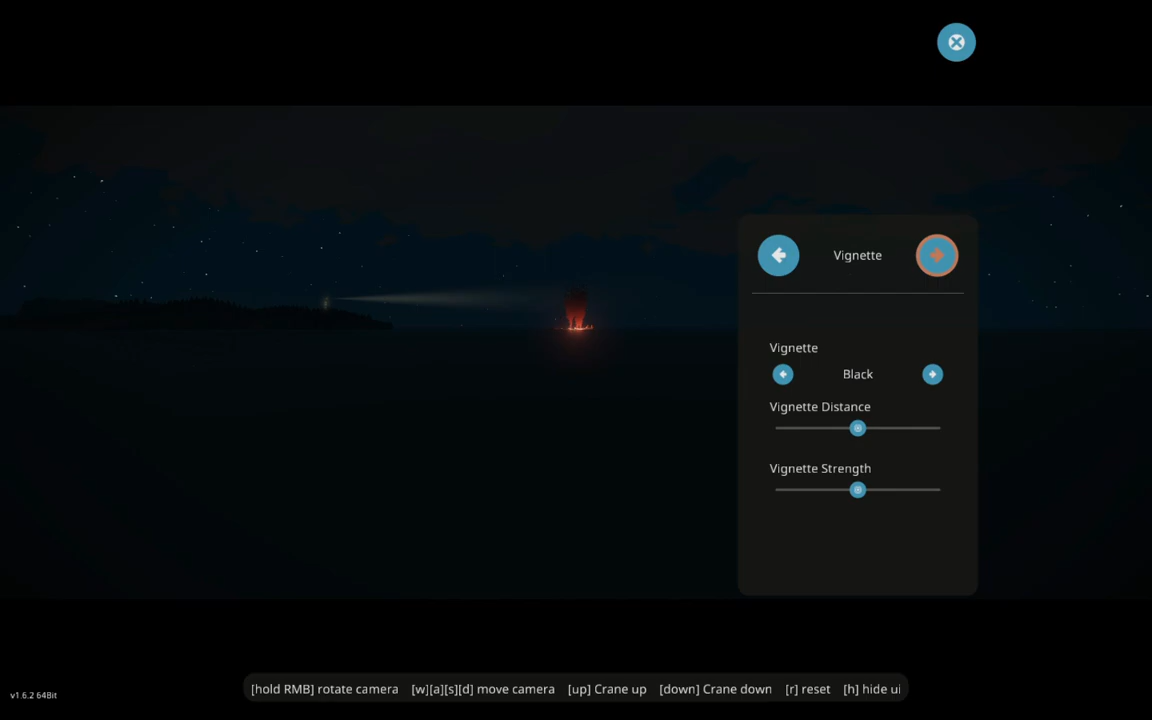 Vignette
Vignette
Black
Vignette Distance
Vignette Strength
[hold RMB] rotate camera [w][a][s][d] move camera [up] Crane up [down] Crane down [r] reset [h] hide ui
v1.6.2 64Bit